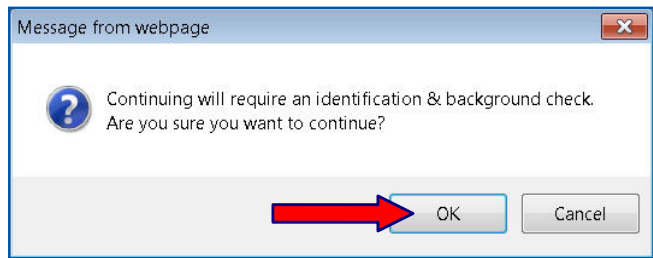 Message from webpage
Continuing will require an identification & background check.
Are you sure you want to continue?
OK
Cancel